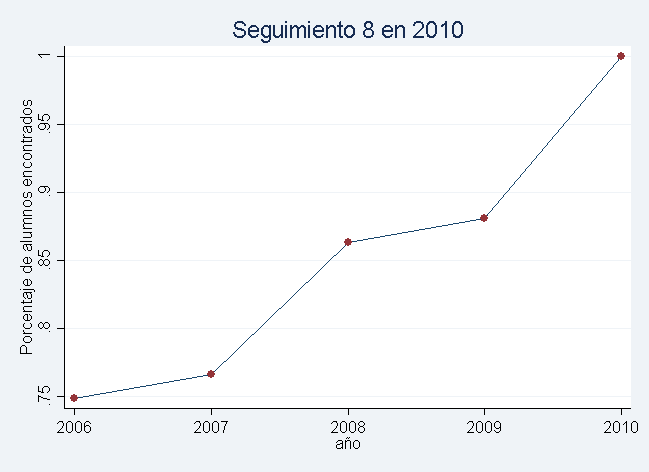 Seguimiento 8 en 2010
Porcentaje de alumnos encontrados
1
.95
.9
.85
.8
.75
2006 2007 2008 2009 2010
año